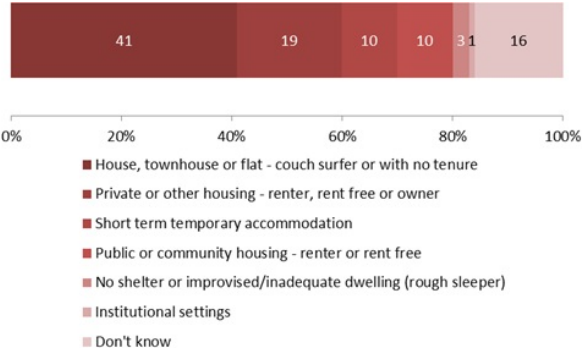 41 19 10 10 3 1 16
0% 20% 40% 60% 80% 100%
House, townhouse or flat - couch surfer or with no tenure
Private or other housing - renter, rent free or owner
Short term temporary accommodation
Public or community housing - renter or rent free
No shelter or improvised/inadequate dwelling (rough sleeper)
Institutional settings
Don't know